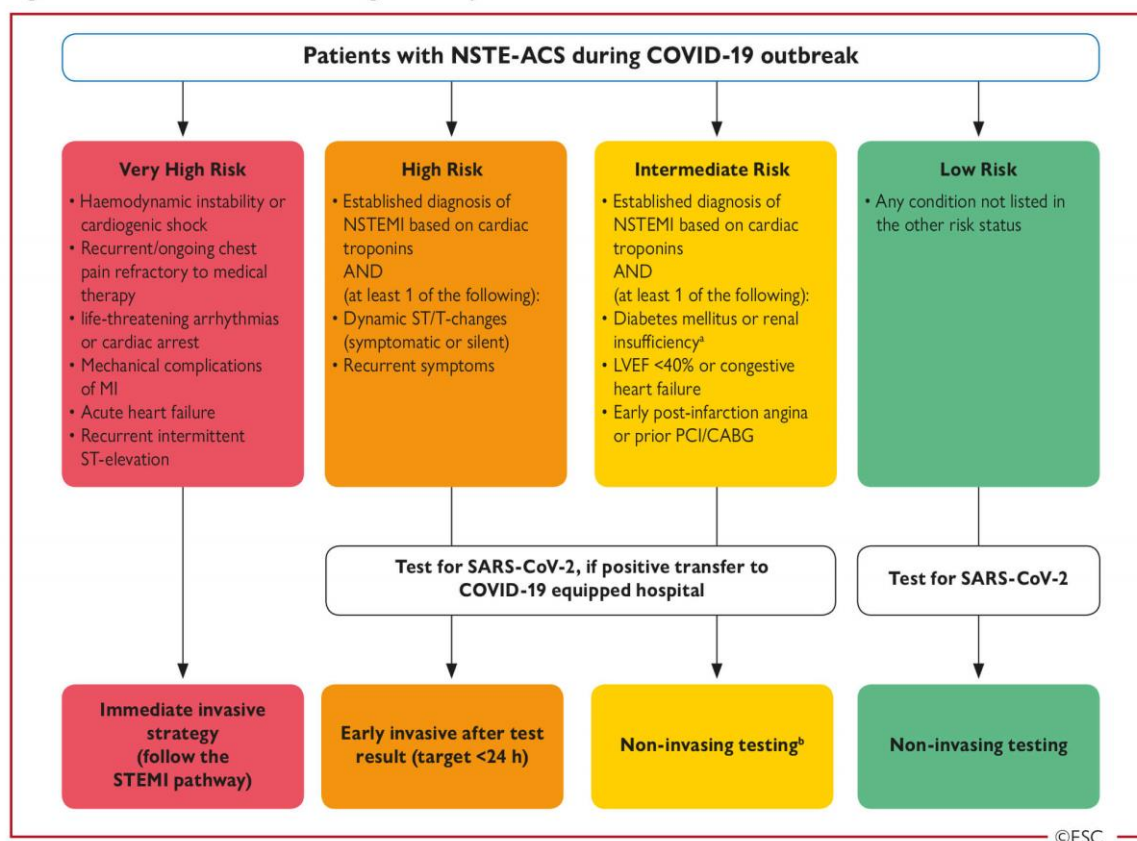 Patients with NSTE-ACS during COVID-19 outbreak
Very High Risk
• Haemodynamic instability or
cardiogenic shock
• Recurrent/ongoing chest
pain refractory to medical
therapy
• life-threatening arrhythmias
or cardiac arrest
• Mechanical complications
of MI
• Acute heart failure
• Recurrent intermittent
ST-elevation
High Risk
• Established diagnosis of
NSTEMI based on cardiac
troponins
AND
(at least 1 of the following):
• Dynamic ST/T-changes
(symptomatic or silent)
• Recurrent symptoms
Intermediate Risk
• Established diagnosis of
NSTEMI based on cardiac
troponins
AND
(at least 1 of the following):
• Diabetes mellitus or renal
insufficiencyᵃ
• LVEF <40% or congestive
heart failure
• Early post-infarction angina
or prior PCI/CABG
Low Risk
• Any condition not listed in
the other risk status
Test for SARS-CoV-2, if positive transfer to
COVID-19 equipped hospital
Test for SARS-CoV-2
Immediate invasive
strategy
(follow the
STEMI pathway)
Early invasive after test
result (target <24 h)
Non-invasing testingᵇ
Non-invasing testing
©ESC